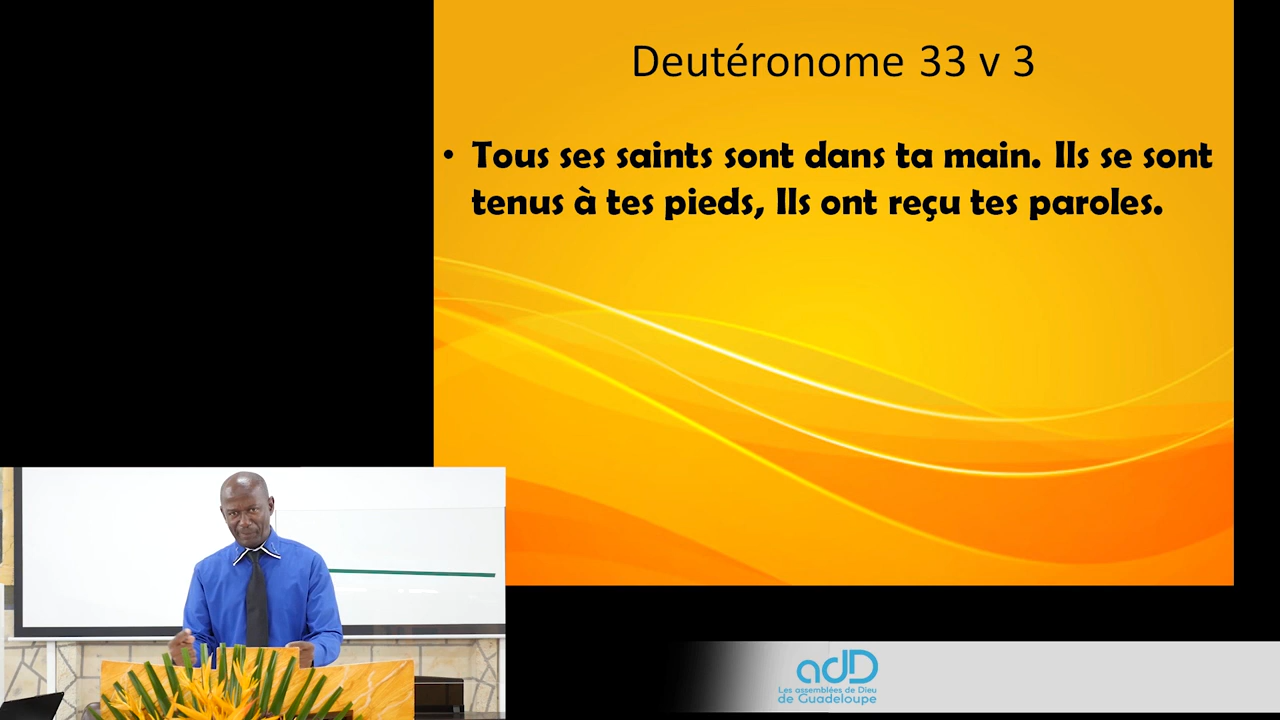 Deutéronome 33 v 3
• Tous ses saints sont dans ta main. Ils se sont
tenus à tes pieds, Ils ont reçu tes paroles.
adD
Les assemblées de Dieu
de Guadeloupe